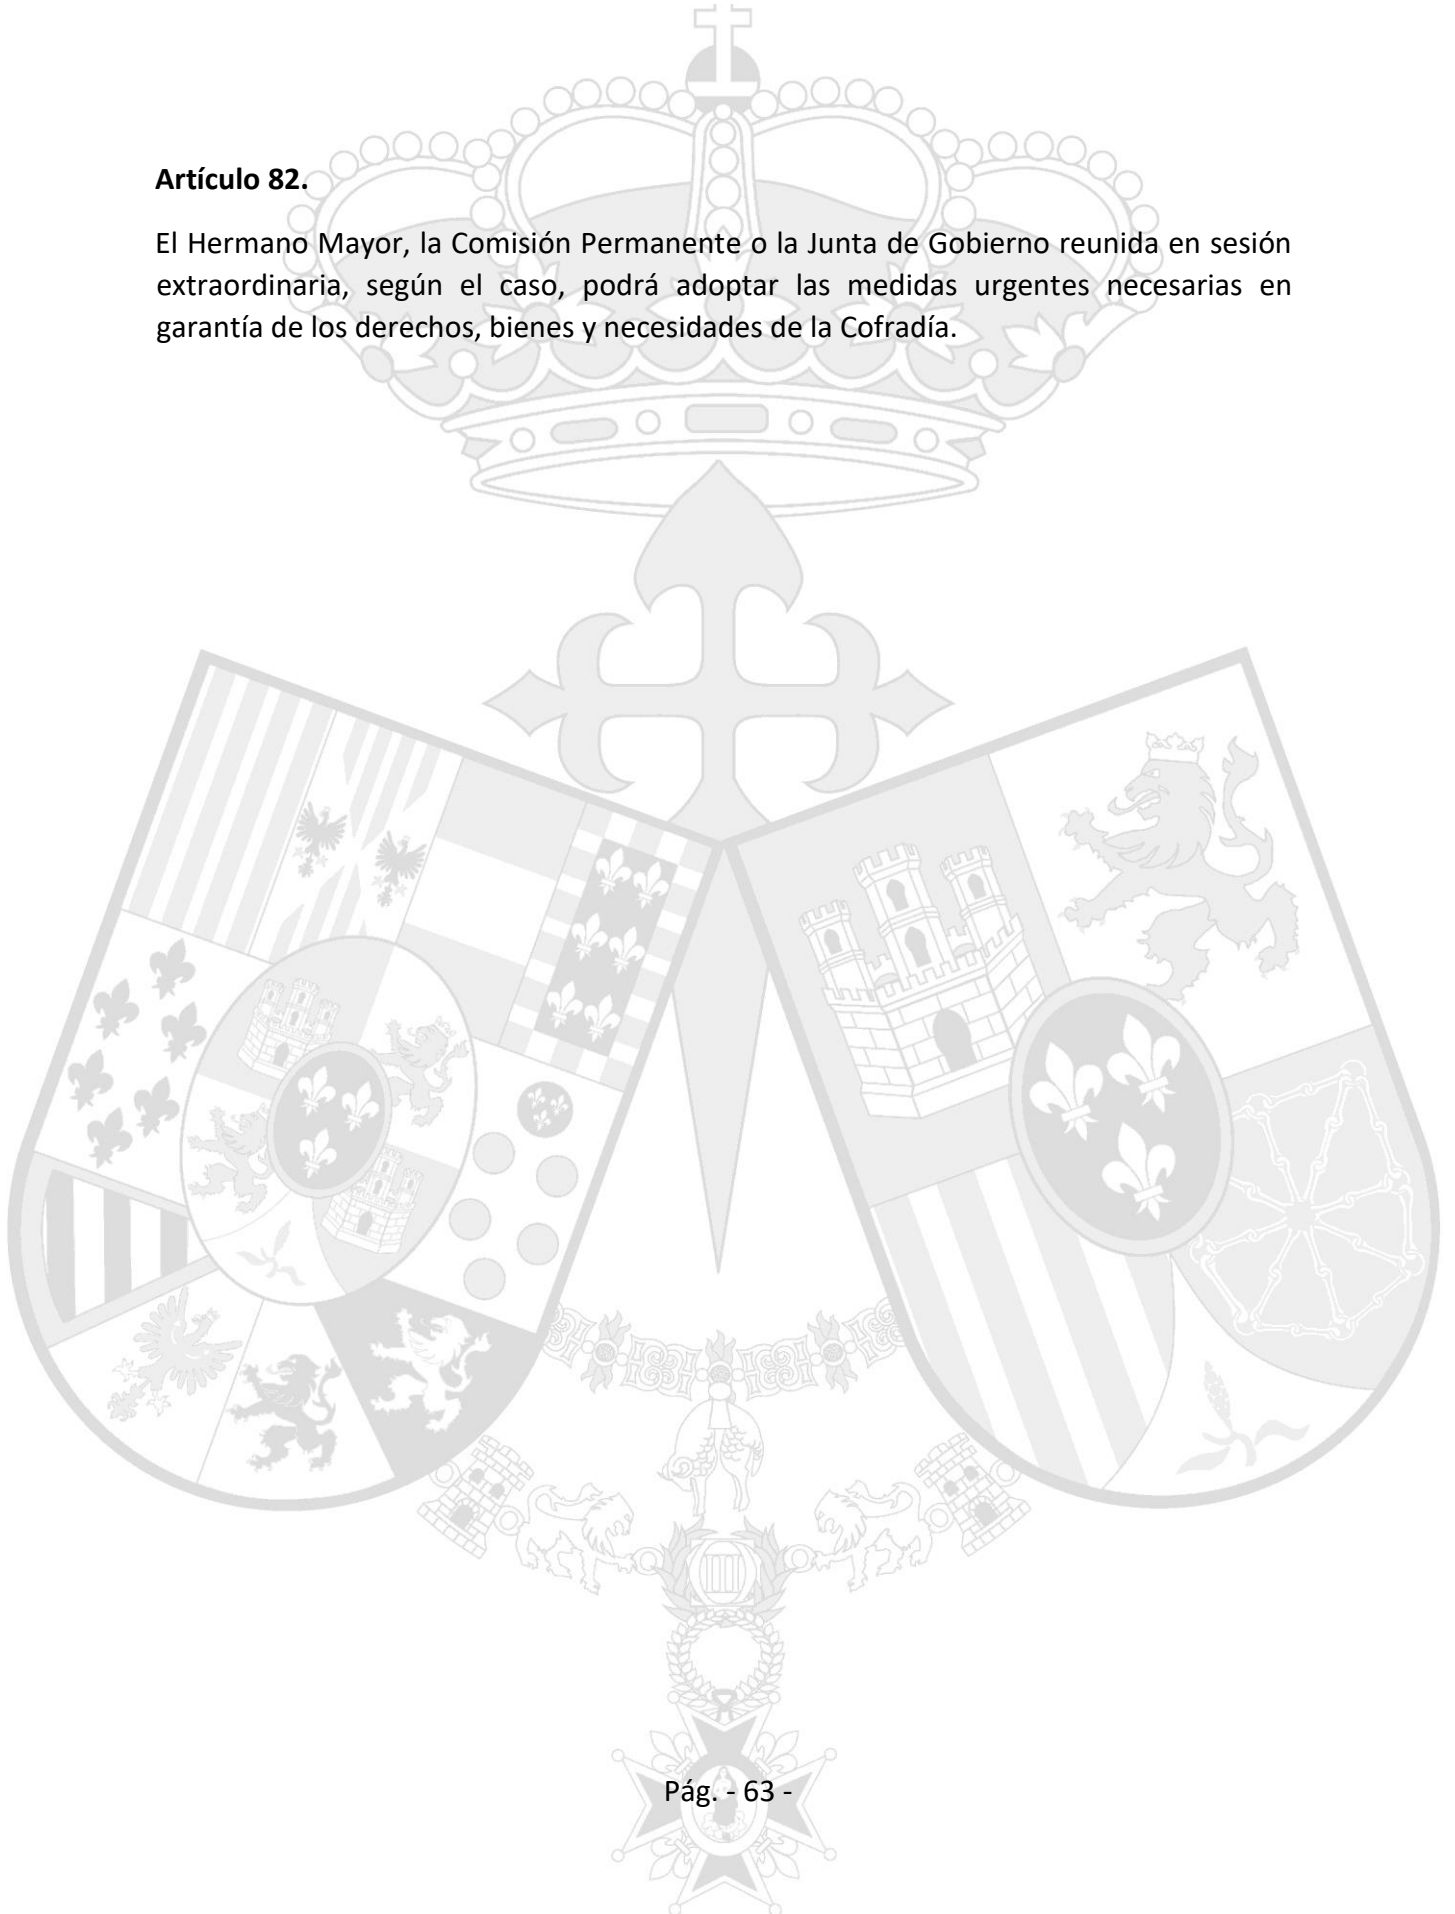 Artículo 82.
El Hermano Mayor, la Comisión Permanente o la Junta de Gobierno reunida en sesión
extraordinaria, según el caso, podrá adoptar las medidas urgentes necesarias en
garantía de los derechos, bienes y necesidades de la Cofradía.
Pág. - 63 -